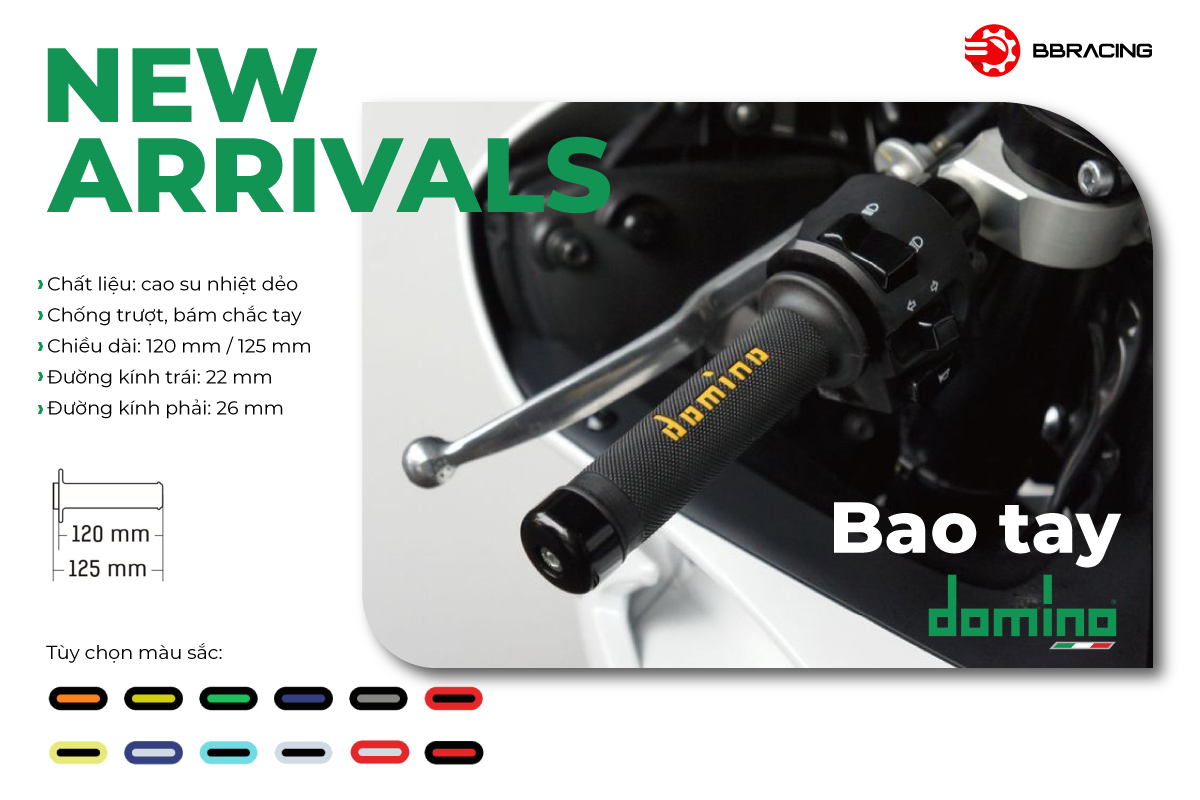 NEW
ARRIVALS
BBRACING
Chất liệu: cao su nhiệt dẻo
Chống trượt, bám chắc tay
Chiều dài: 120 mm / 125 mm
Đường kính trái: 22 mm
Đường kính phải: 26 mm
120 mm
125 mm
domino
Bao tay
domino
Tùy chọn màu sắc: